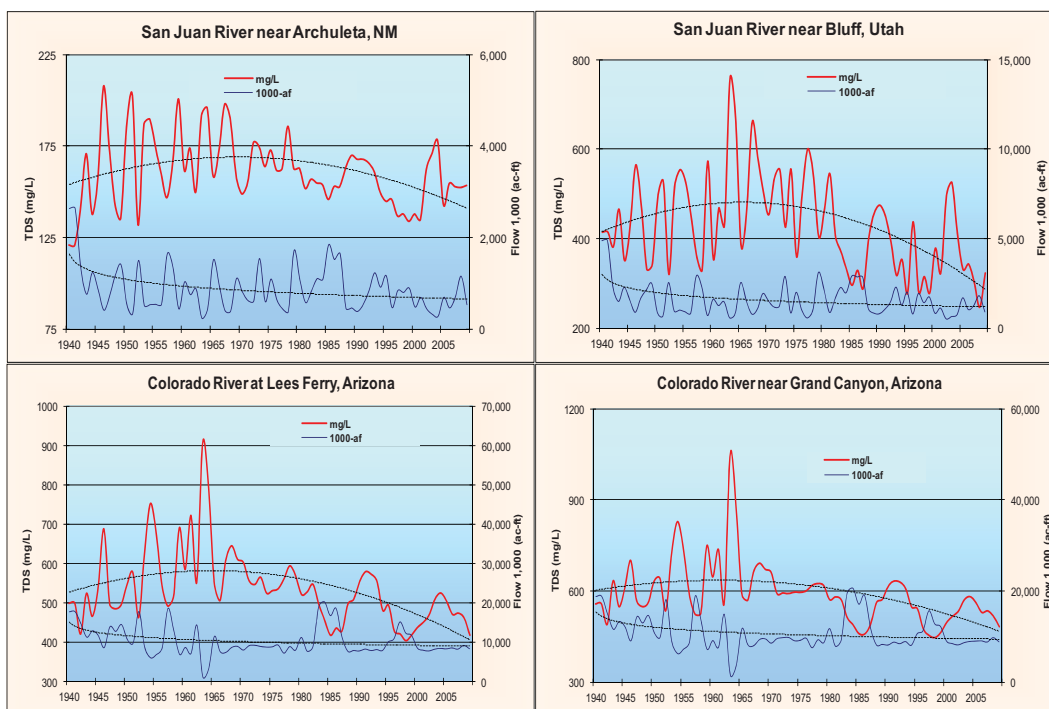 San Juan River near Archuleta, NM
225
175
125
75
TDS (mg/L)
mg/L
1000-af
6,000
4,000
2,000
0
Flow 1,000 (ac-ft)
1940 1945 1950 1955 1960 1965 1970 1975 1980 1985 1990 1995 2000 2005
San Juan River near Bluff, Utah
800
600
400
200
TDS (mg/L)
mg/L
1000-af
15,000
10,000
5,000
0
Flow 1,000 (ac-ft)
1940 1945 1950 1955 1960 1965 1970 1975 1980 1985 1990 1995 2000 2005
Colorado River at Lees Ferry, Arizona
1000
900
800
700
600
500
400
300
TDS (mg/L)
mg/L
1000-af
70,000
60,000
50,000
40,000
30,000
20,000
10,000
0
Flow 1,000 (ac-ft)
1940 1945 1950 1955 1960 1965 1970 1975 1980 1985 1990 1995 2000 2005
Colorado River near Grand Canyon, Arizona
1200
900
600
300
TDS (mg/L)
mg/L
1000-af
60,000
40,000
20,000
0
Flow 1,000 (ac-ft)
1940 1945 1950 1955 1960 1965 1970 1975 1980 1985 1990 1995 2000 2005